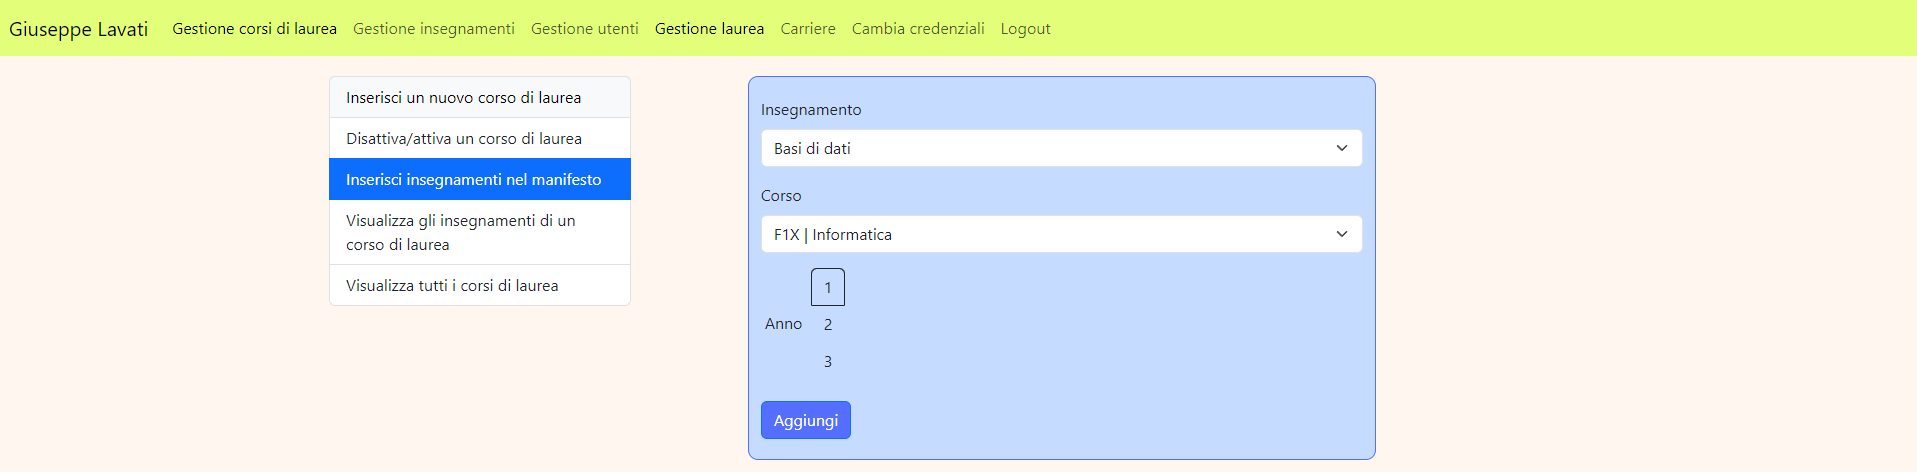 Giuseppe Lavati Gestione corsi di laurea Gestione insegnamenti Gestione utenti Gestione laurea Carriere Cambia credenziali Logout
Inserisci un nuovo corso di laurea
Disattiva/attiva un corso di laurea
Inserisci insegnamenti nel manifesto
Visualizza gli insegnamenti di un
corso di laurea
Visualizza tutti i corsi di laurea
Insegnamento
Basi di dati
Corso
F1X | Informatica
1
Anno 2
3
Aggiungi